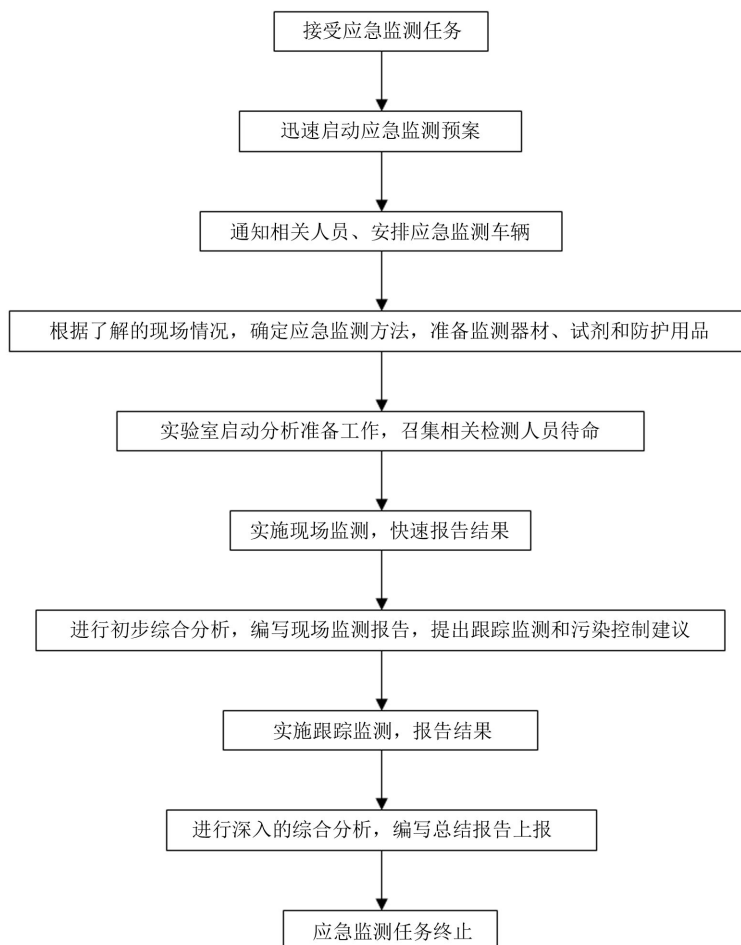 接受应急监测任务
迅速启动应急监测预案
通知相关人员、安排应急监测车辆
根据了解的现场情况，确定应急监测方法，准备监测器材、试剂和防护用品
实验室启动分析准备工作，召集相关检测人员待命
实施现场监测，快速报告结果
进行初步综合分析，编写现场监测报告，提出跟踪监测和污染控制建议
实施跟踪监测，报告结果
进行深入的综合分析，编写总结报告上报
应急监测任务终止